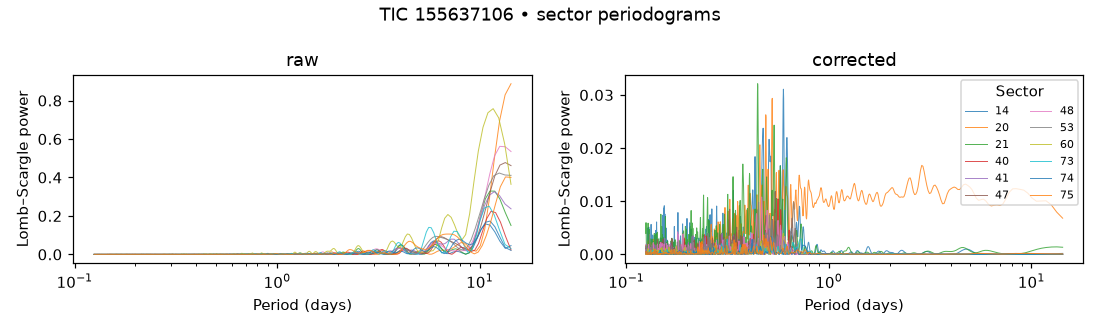 TIC 155637106 • sector periodograms
raw
Lomb–Scargle power
0.8
0.6
0.4
0.2
0.0
10⁻¹
10⁰
10¹
Period (days)
corrected
Lomb–Scargle power
0.03
0.02
0.01
0.00
10⁻¹
10⁰
10¹
Period (days)
Sector
14 48
20 53
21 60
40 73
41 74
47 75